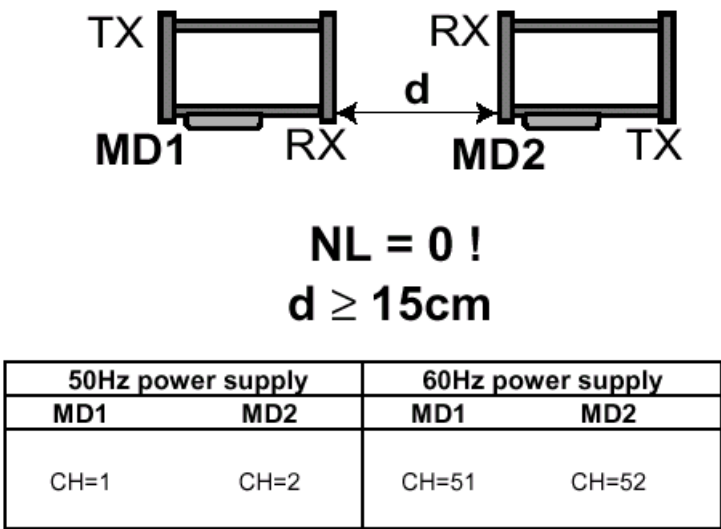 TX RX
d
MD1 RX MD2 TX
NL = 0 !
d ≥ 15cm
50Hz power supply 60Hz power supply
MD1 MD2 MD1 MD2
CH=1 CH=2 CH=51 CH=52